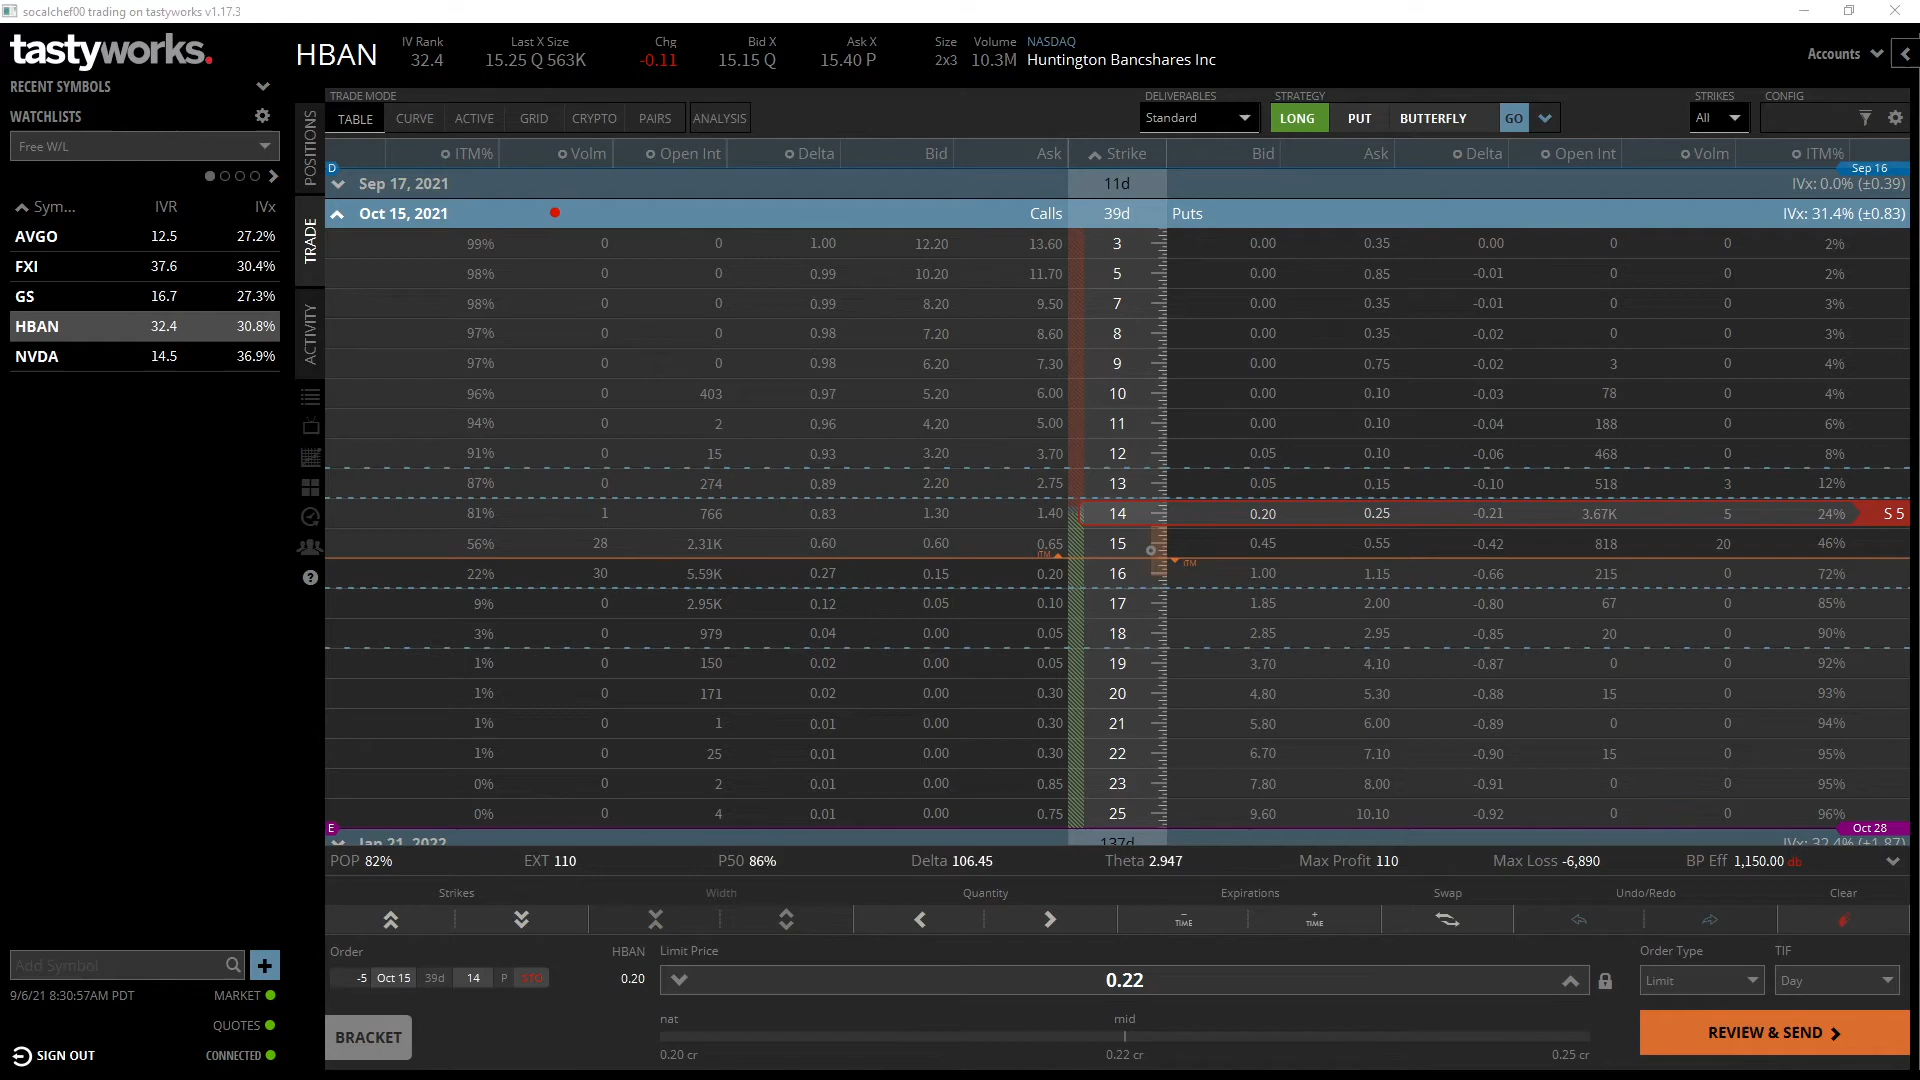 socalchef00 trading on tastyworks v1.17.3
tastyworks.
RECENT SYMBOLS
WATCHLISTS
Free W/L
Sym... IVR IVx
AVGO 12.5 27.2%
FXI 37.6 30.4%
GS 16.7 27.3%
HBAN 32.4 30.8%
NVDA 14.5 36.9%
Add Symbol
9/6/21 8:30:57AM PDT MARKET
QUOTES
SIGN OUT CONNECTED
POSITIONS
TRADE
ACTIVITY
HBAN IV Rank Last X Size Chg Bid X Ask X Size Volume NASDAQ
32.4 15.25 Q 563K -0.11 15.15 Q 15.40 P 2x3 10.3M Huntington Bancshares Inc
Accounts
TRADE MODE DELIVERABLES STRATEGY STRIKES CONFIG
TABLE CURVE ACTIVE GRID CRYPTO PAIRS ANALYSIS Standard LONG PUT BUTTERFLY GO All
ITM% Volm Open Int Delta Bid Ask Strike Bid Ask Delta Open Int Volm ITM%
D Sep 16
Sep 17, 2021 11d IVx: 0.0% (±0.39)
Oct 15, 2021 Calls 39d Puts IVx: 31.4% (±0.83)
99% 0 0 1.00 12.20 13.60 3 0.00 0.35 0.00 0 0 2%
98% 0 0 0.99 10.20 11.70 5 0.00 0.85 -0.01 0 0 2%
98% 0 0 0.99 8.20 9.50 7 0.00 0.35 -0.01 0 0 3%
97% 0 0 0.98 7.20 8.60 8 0.00 0.35 -0.02 0 0 3%
97% 0 0 0.98 6.20 7.30 9 0.00 0.75 -0.02 3 0 4%
96% 0 403 0.97 5.20 6.00 10 0.00 0.10 -0.03 78 0 4%
94% 0 2 0.96 4.20 5.00 11 0.00 0.10 -0.04 188 0 6%
91% 0 15 0.93 3.20 3.70 12 0.05 0.10 -0.06 468 0 8%
87% 0 274 0.89 2.20 2.75 13 0.05 0.15 -0.10 518 3 12%
81% 1 766 0.83 1.30 1.40 14 0.20 0.25 -0.21 3.67K 5 24% S 5
56% 28 2.31K 0.60 0.60 0.65 15 0.45 0.55 -0.42 818 20 46%
ITM ITM
22% 30 5.59K 0.27 0.15 0.20 16 1.00 1.15 -0.66 215 0 72%
9% 0 2.95K 0.12 0.05 0.10 17 1.85 2.00 -0.80 67 0 85%
3% 0 979 0.04 0.00 0.05 18 2.85 2.95 -0.85 20 0 90%
1% 0 150 0.02 0.00 0.05 19 3.70 4.10 -0.87 0 0 92%
1% 0 171 0.02 0.00 0.30 20 4.80 5.30 -0.88 15 0 93%
1% 0 1 0.01 0.00 0.30 21 5.80 6.00 -0.89 0 0 94%
1% 0 25 0.01 0.00 0.30 22 6.70 7.10 -0.90 15 0 95%
0% 0 2 0.01 0.00 0.85 23 7.80 8.00 -0.91 0 0 95%
0% 0 4 0.01 0.00 0.75 25 9.60 10.10 -0.92 0 0 96%
E Oct 28
Jan 21, 2022 137d IVx: 32.4% (±1.87)
POP 82% EXT 110 P50 86% Delta 106.45 Theta 2.947 Max Profit 110 Max Loss -6,890 BP Eff 1,150.00 db
Strikes Width Quantity Expirations Swap Undo/Redo Clear
TIME TIME
Order HBAN Limit Price Order Type TIF
-5 Oct 15 39d 14 P STO 0.20 0.22 Limit Day
BRACKET nat mid
0.20 cr 0.22 cr 0.25 cr
REVIEW & SEND